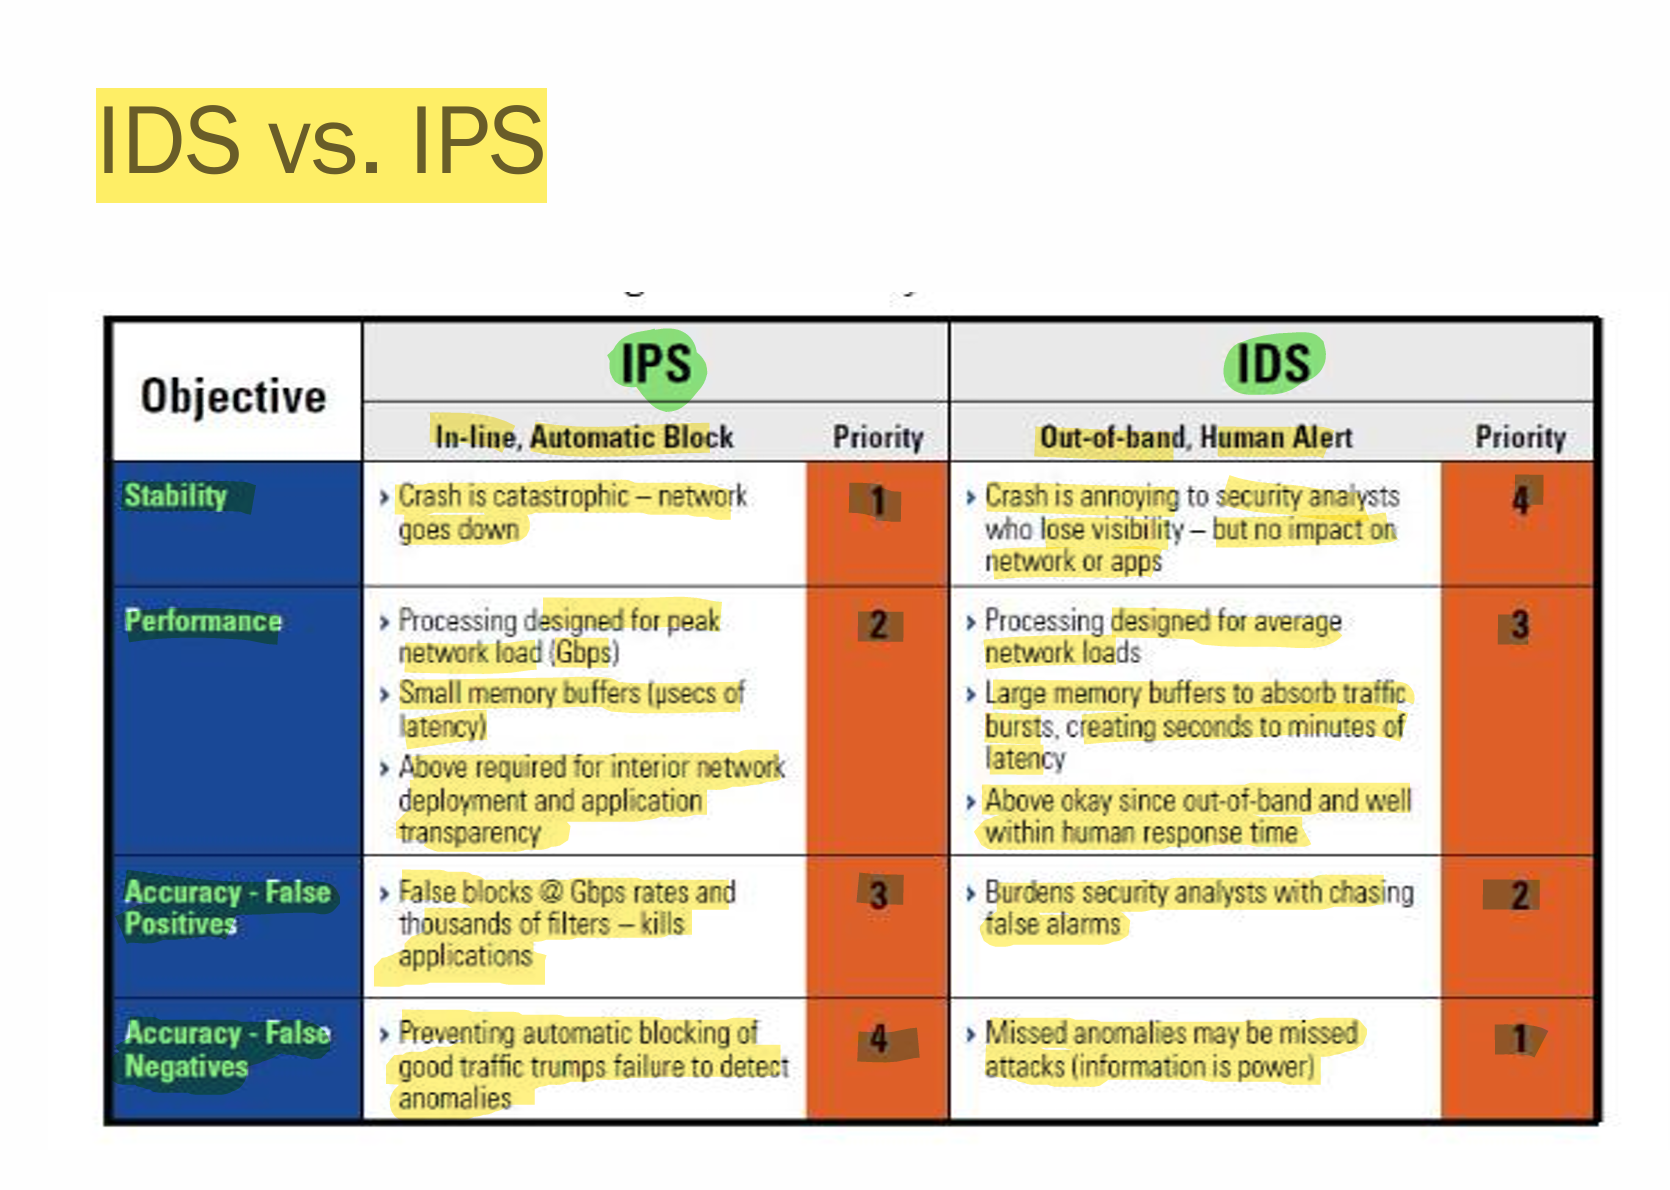 IDS vs. IPS
Objective
IPS
IDS
In-line, Automatic Block
Priority
Out-of-band, Human Alert
Priority
Stability
› Crash is catastrophic – network
goes down
1
› Crash is annoying to security analysts
who lose visibility – but no impact on
network or apps
4
Performance
› Processing designed for peak
network load (Gbps)
› Small memory buffers (µsecs of
latency)
› Above required for interior network
deployment and application
transparency
2
› Processing designed for average
network loads
› Large memory buffers to absorb traffic
bursts, creating seconds to minutes of
latency
› Above okay since out-of-band and well
within human response time
3
Accuracy - False
Positives
› False blocks @ Gbps rates and
thousands of filters – kills
applications
3
› Burdens security analysts with chasing
false alarms
2
Accuracy - False
Negatives
› Preventing automatic blocking of
good traffic trumps failure to detect
anomalies
4
› Missed anomalies may be missed
attacks (information is power)
1